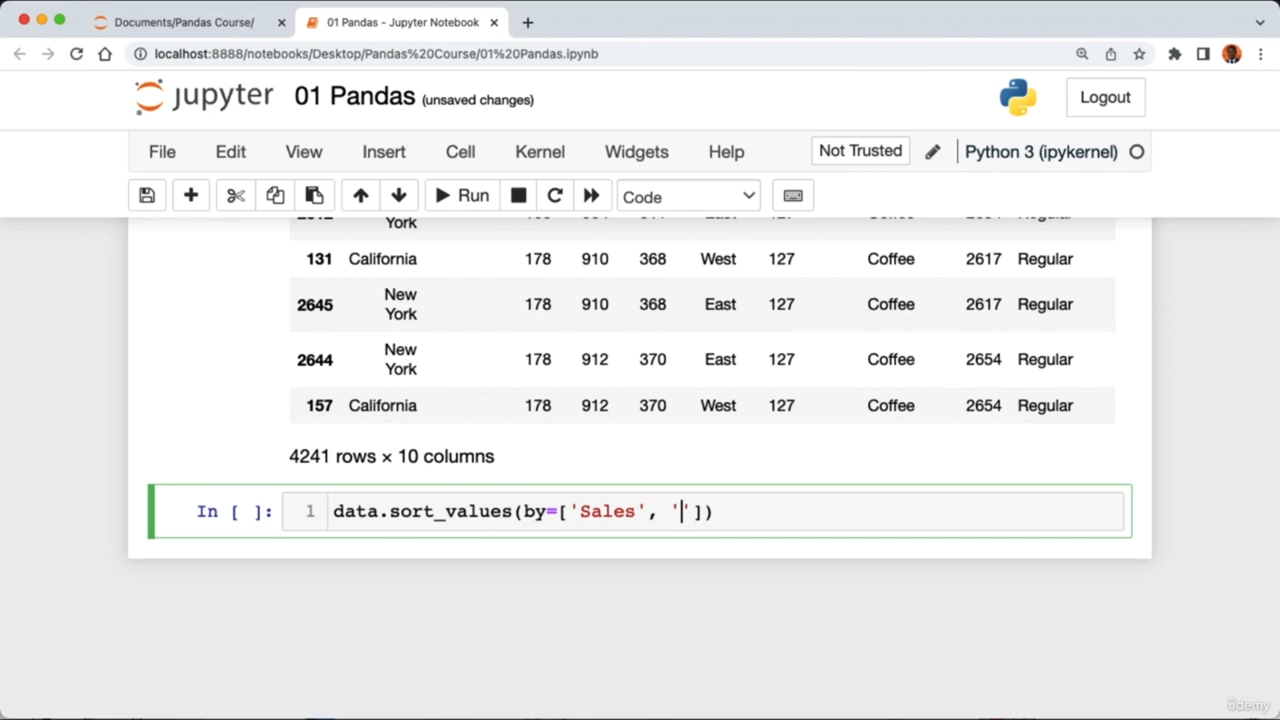 Documents/Pandas Course/
01 Pandas - Jupyter Notebook
localhost:8888/notebooks/Desktop/Pandas%20Course/01%20Pandas.ipynb
jupyter 01 Pandas (unsaved changes)
Logout
File Edit View Insert Cell Kernel Widgets Help Not Trusted Python 3 (ipykernel)
Run Code
York
131 California 178 910 368 West 127 Coffee 2617 Regular
New
2645 178 910 368 East 127 Coffee 2617 Regular
York
New
2644 178 912 370 East 127 Coffee 2654 Regular
York
157 California 178 912 370 West 127 Coffee 2654 Regular
4241 rows × 10 columns
In [ ]: 1 data.sort_values(by=['Sales', ''])
ûdemy